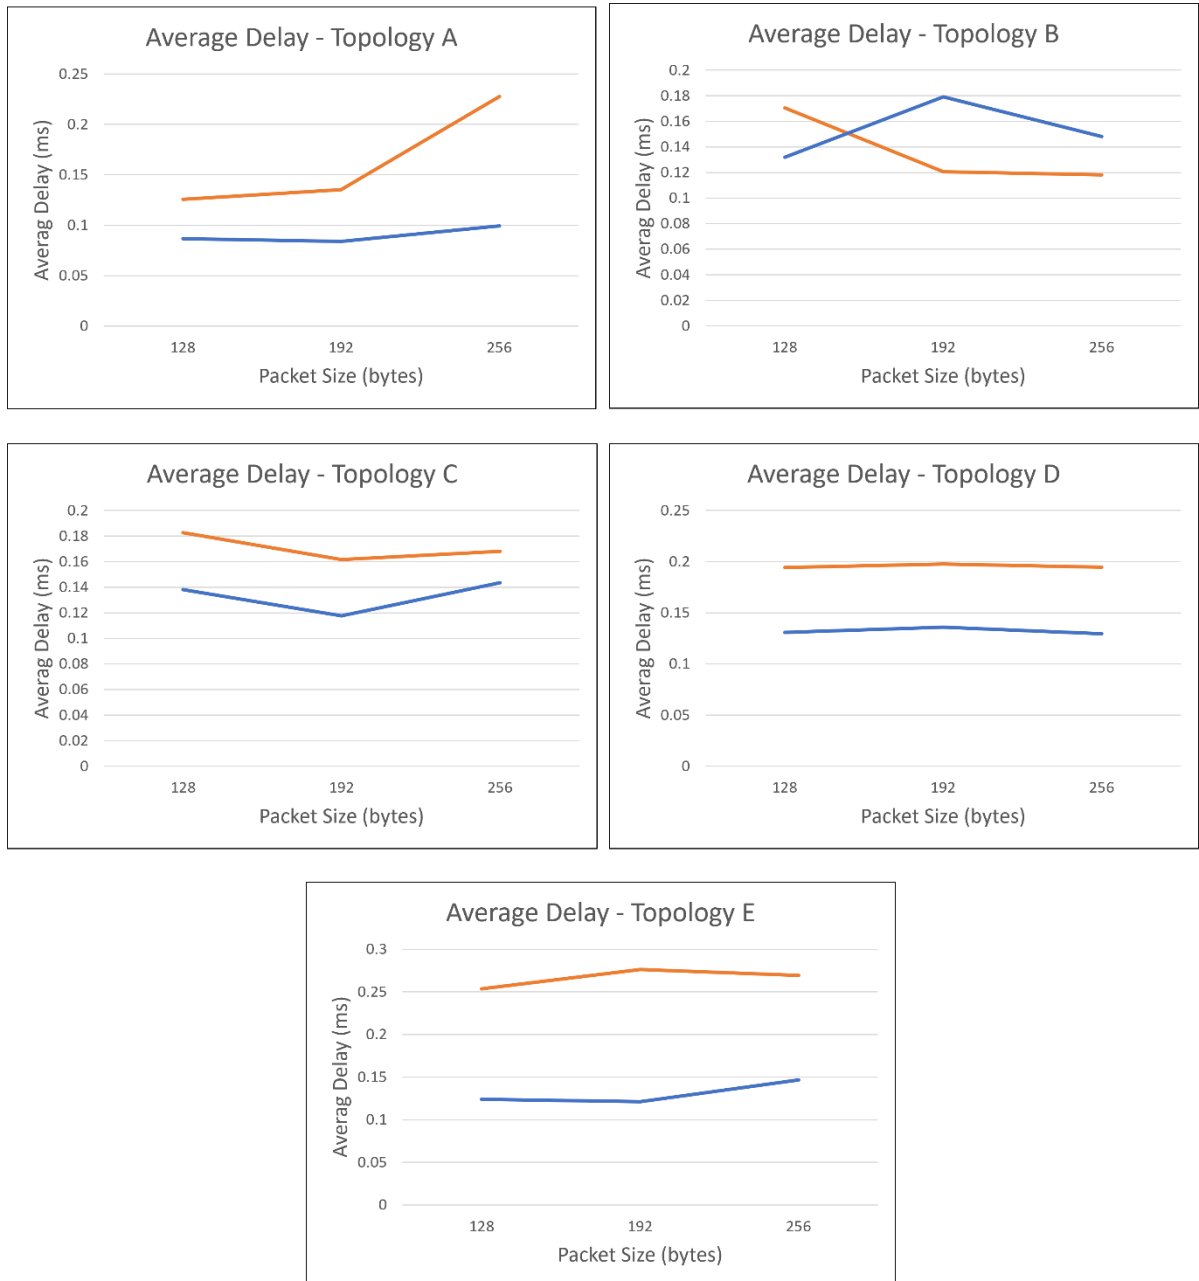 Average Delay - Topology A
0.25
0.2
0.15
0.1
0.05
0
Averag Delay (ms)
128 192 256
Packet Size (bytes)
Average Delay - Topology B
0.2
0.18
0.16
0.14
0.12
0.1
0.08
0.06
0.04
0.02
0
Averag Delay (ms)
128 192 256
Packet Size (bytes)
Average Delay - Topology C
0.2
0.18
0.16
0.14
0.12
0.1
0.08
0.06
0.04
0.02
0
Averag Delay (ms)
128 192 256
Packet Size (bytes)
Average Delay - Topology D
0.25
0.2
0.15
0.1
0.05
0
Averag Delay (ms)
128 192 256
Packet Size (bytes)
Average Delay - Topology E
0.3
0.25
0.2
0.15
0.1
0.05
0
Averag Delay (ms)
128 192 256
Packet Size (bytes)